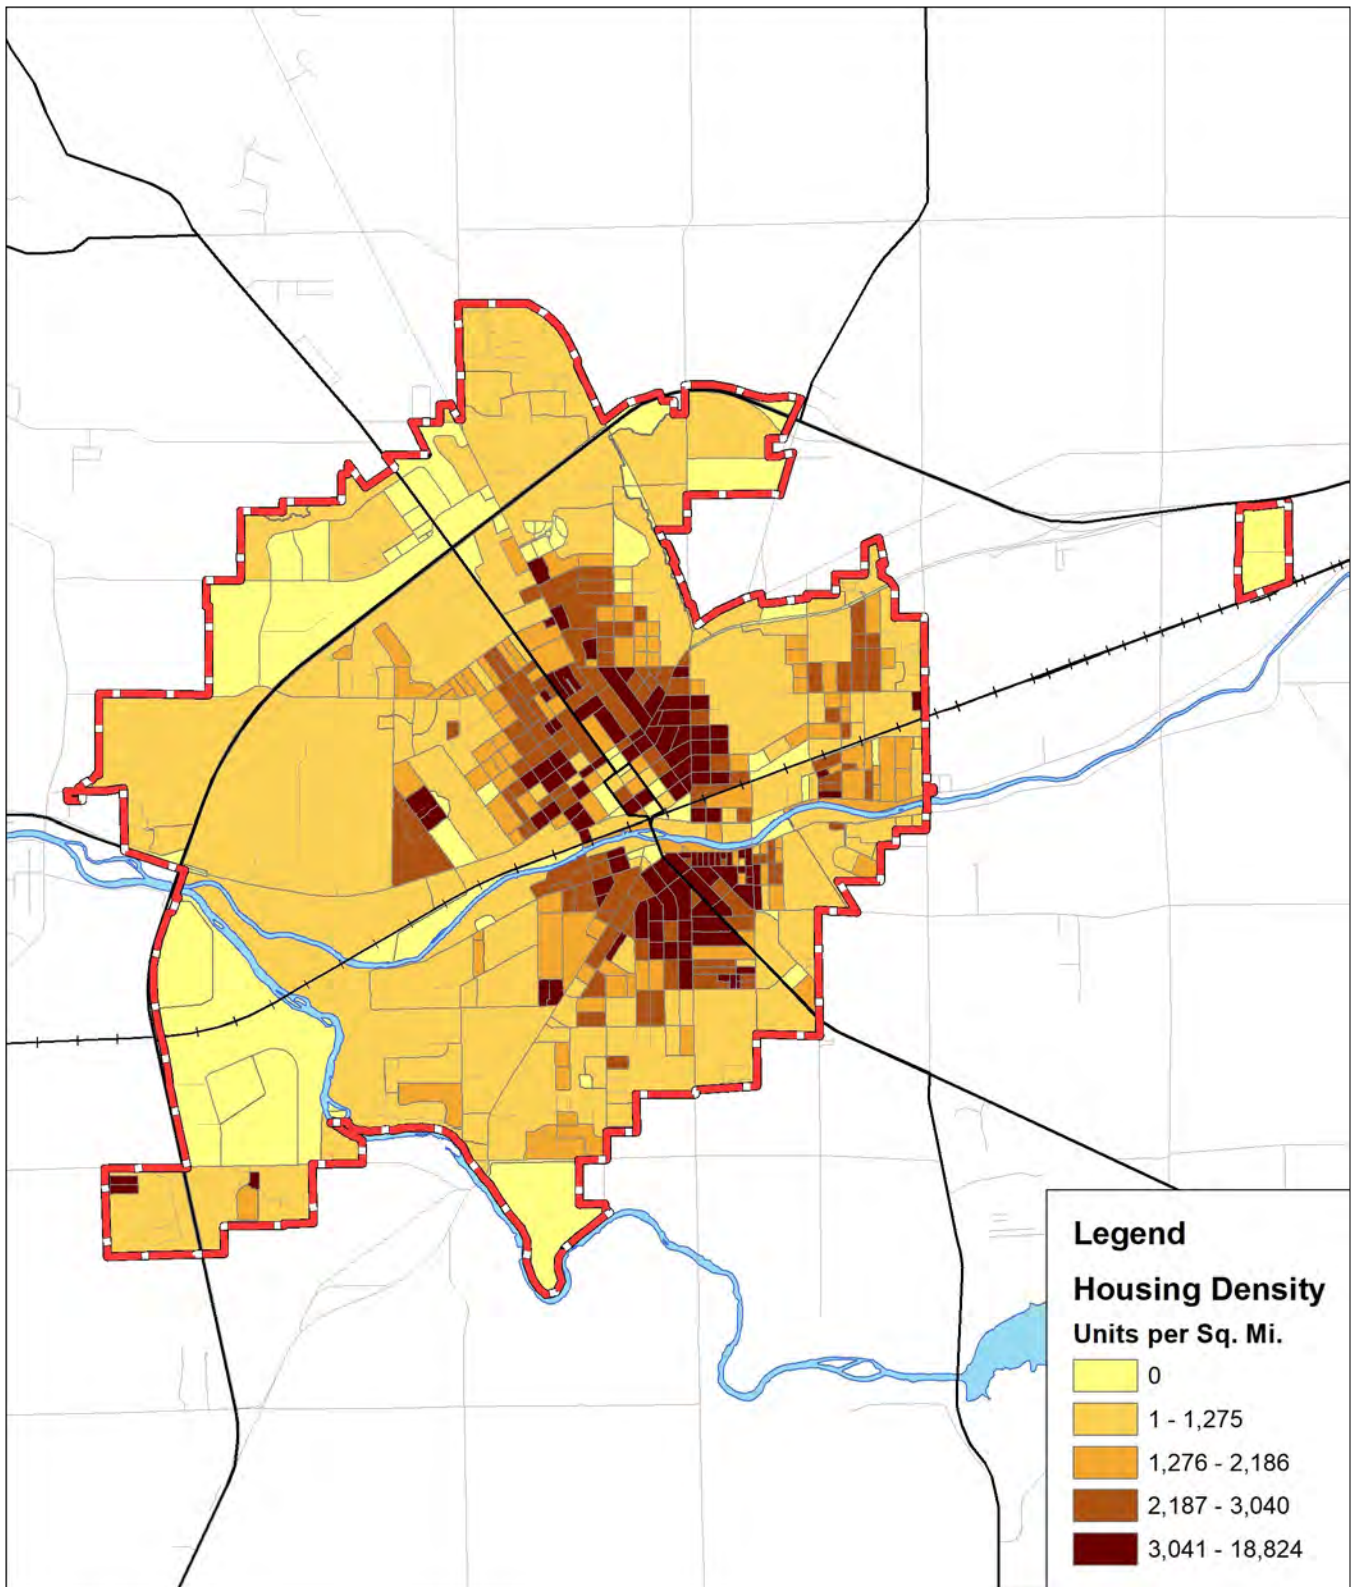 Legend
Housing Density
Units per Sq. Mi.
0
1 - 1,275
1,276 - 2,186
2,187 - 3,040
3,041 - 18,824